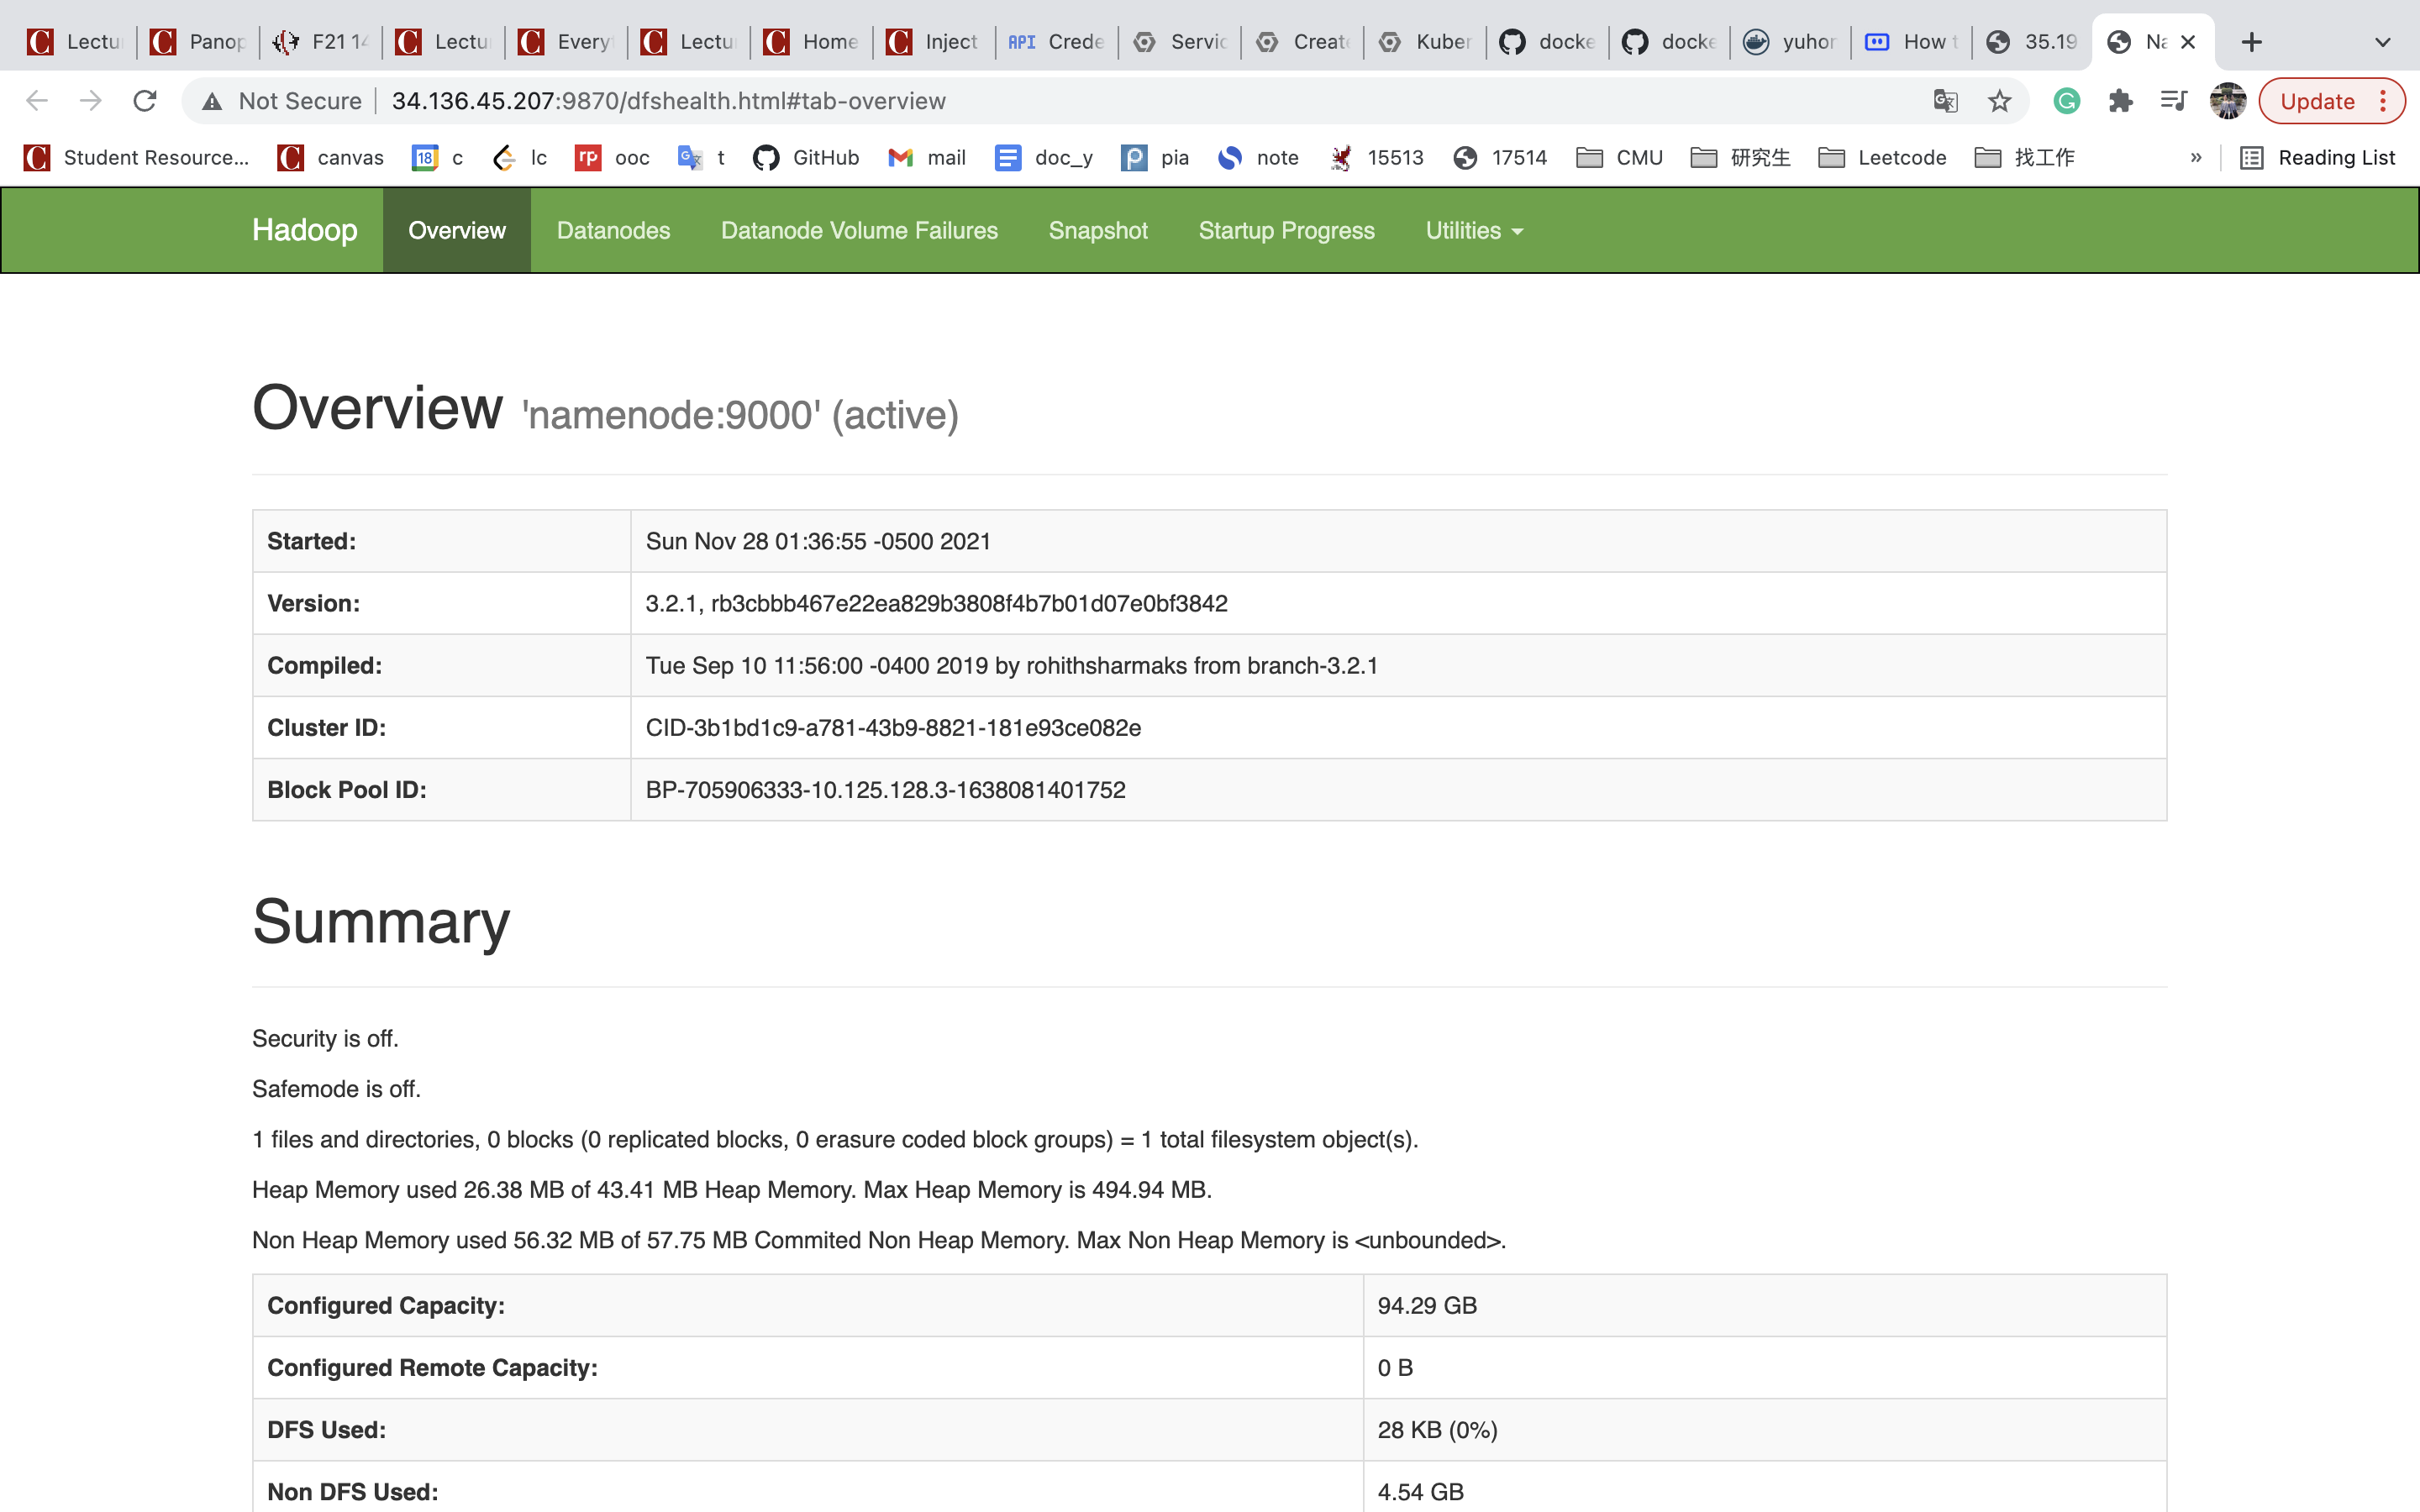 Lectu Panop F21 14 Lectu Every Lectu Home Inject API Crede Servic Create Kuber docke docke yuhor How t 35.19 Na
Not Secure 34.136.45.207:9870/dfshealth.html#tab-overview Update
Student Resource... canvas 18 c lc rp ooc t GitHub mail doc_y pia note 15513 17514 CMU 研究生 Leetcode 找工作 » Reading List
Hadoop Overview Datanodes Datanode Volume Failures Snapshot Startup Progress Utilities
Overview 'namenode:9000' (active)
Started: Sun Nov 28 01:36:55 -0500 2021
Version: 3.2.1, rb3cbbb467e22ea829b3808f4b7b01d07e0bf3842
Compiled: Tue Sep 10 11:56:00 -0400 2019 by rohithsharmaks from branch-3.2.1
Cluster ID: CID-3b1bd1c9-a781-43b9-8821-181e93ce082e
Block Pool ID: BP-705906333-10.125.128.3-1638081401752
Summary
Security is off.
Safemode is off.
1 files and directories, 0 blocks (0 replicated blocks, 0 erasure coded block groups) = 1 total filesystem object(s).
Heap Memory used 26.38 MB of 43.41 MB Heap Memory. Max Heap Memory is 494.94 MB.
Non Heap Memory used 56.32 MB of 57.75 MB Commited Non Heap Memory. Max Non Heap Memory is <unbounded>.
Configured Capacity: 94.29 GB
Configured Remote Capacity: 0 B
DFS Used: 28 KB (0%)
Non DFS Used: 4.54 GB